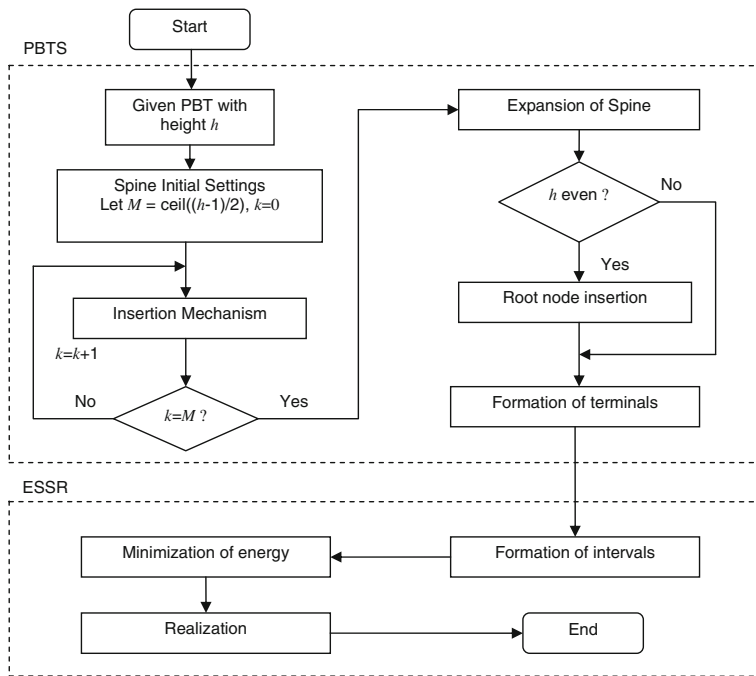 Start
PBTS
Given PBT with
height h
Spine Initial Settings
Let M = ceil((h-1)/2), k=0
Insertion Mechanism
k=k+1
No
k=M ?
Yes
Expansion of Spine
h even ?
No
Yes
Root node insertion
Formation of terminals
ESSR
Minimization of energy
Formation of intervals
Realization
End